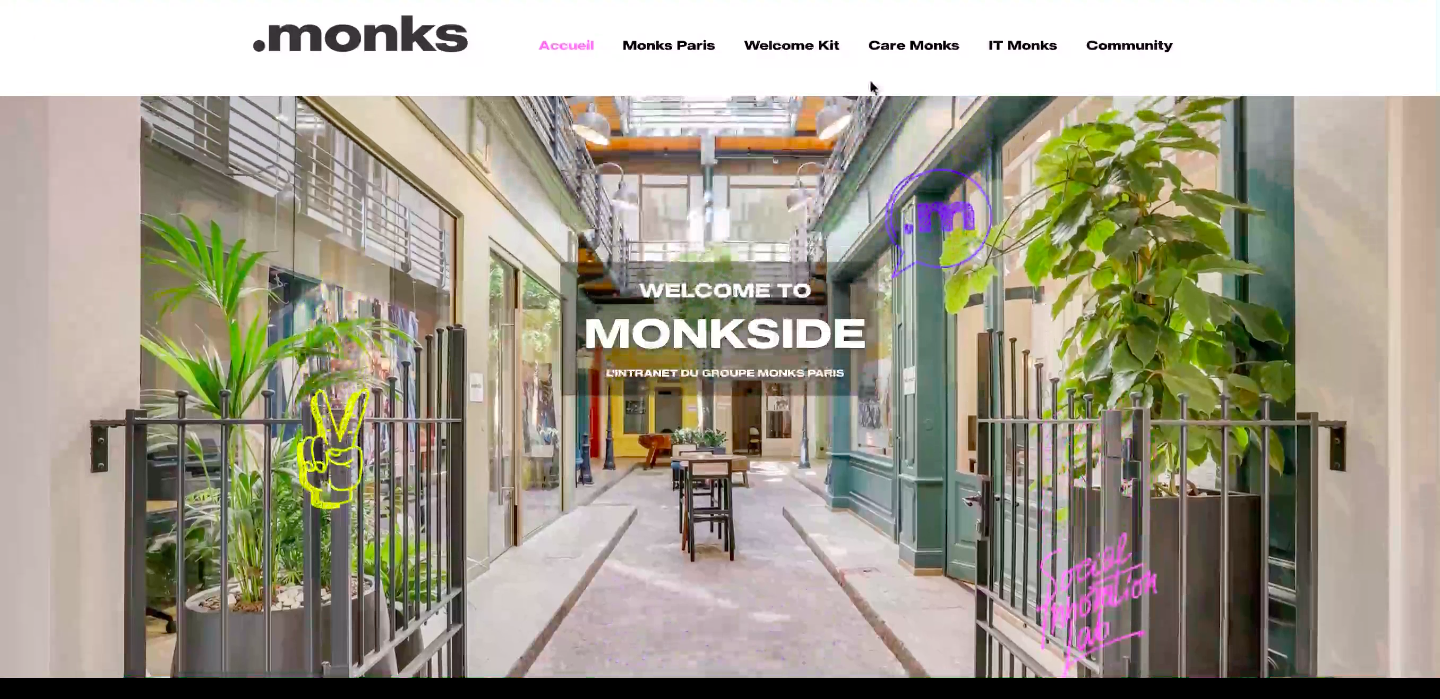 .monks
Accueil Monks Paris Welcome Kit Care Monks IT Monks Community
.m
WELCOME TO
MONKSIDE
L'INTRANET DU GROUPE MONKS PARIS
Social
Innovation
Lab